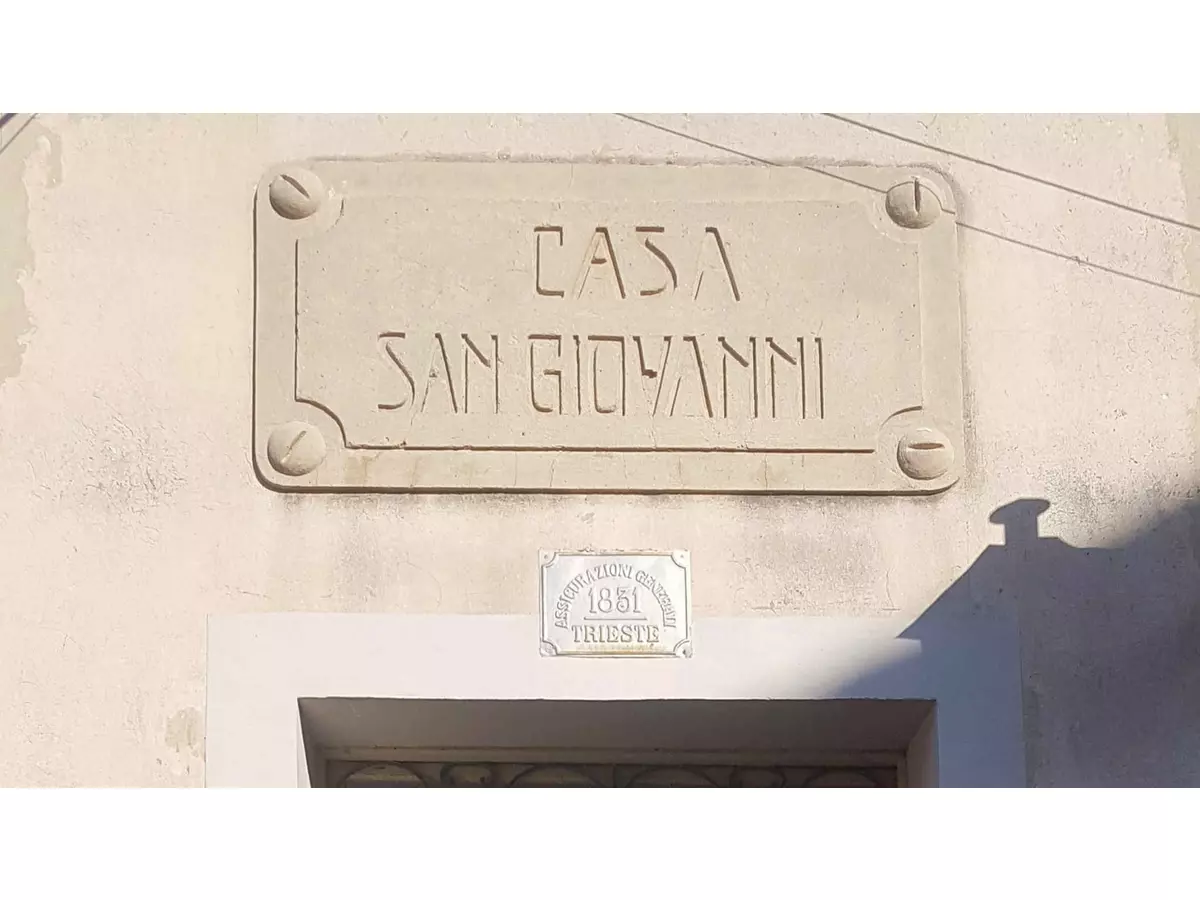 CASA
SAN GIOVANNI
ASSICURAZIONI GENERALI
1831
TRIESTE